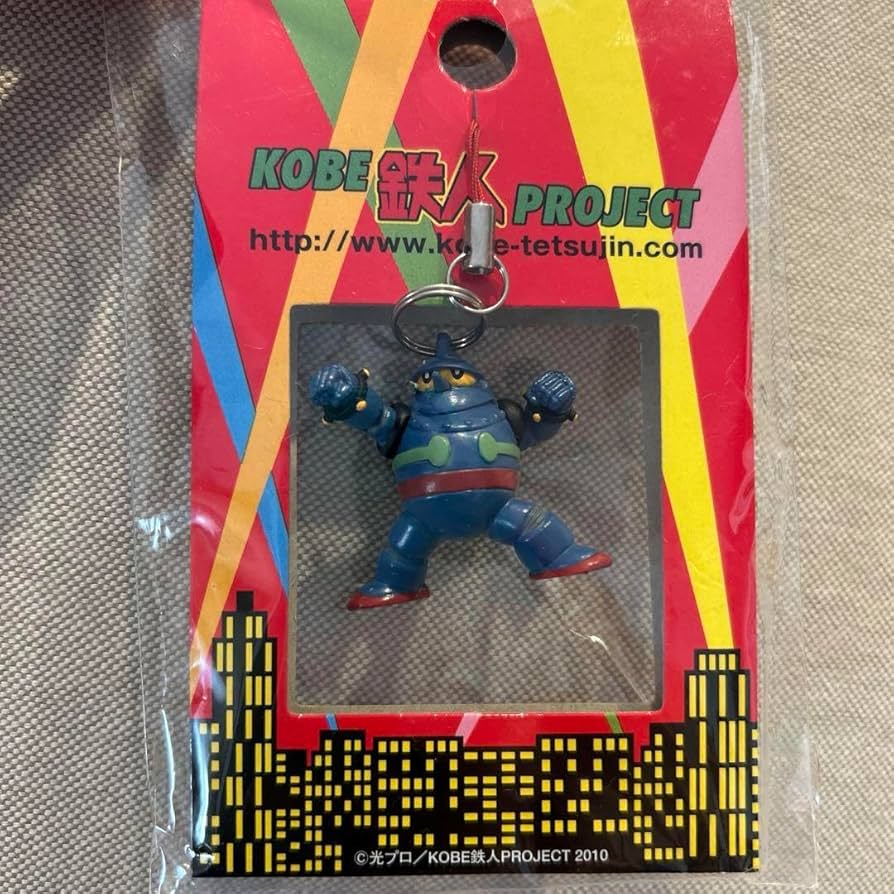 KOBE鉄人PROJECT
http://www.kobe-tetsujin.com
©光プロ/KOBE鉄人PROJECT 2010